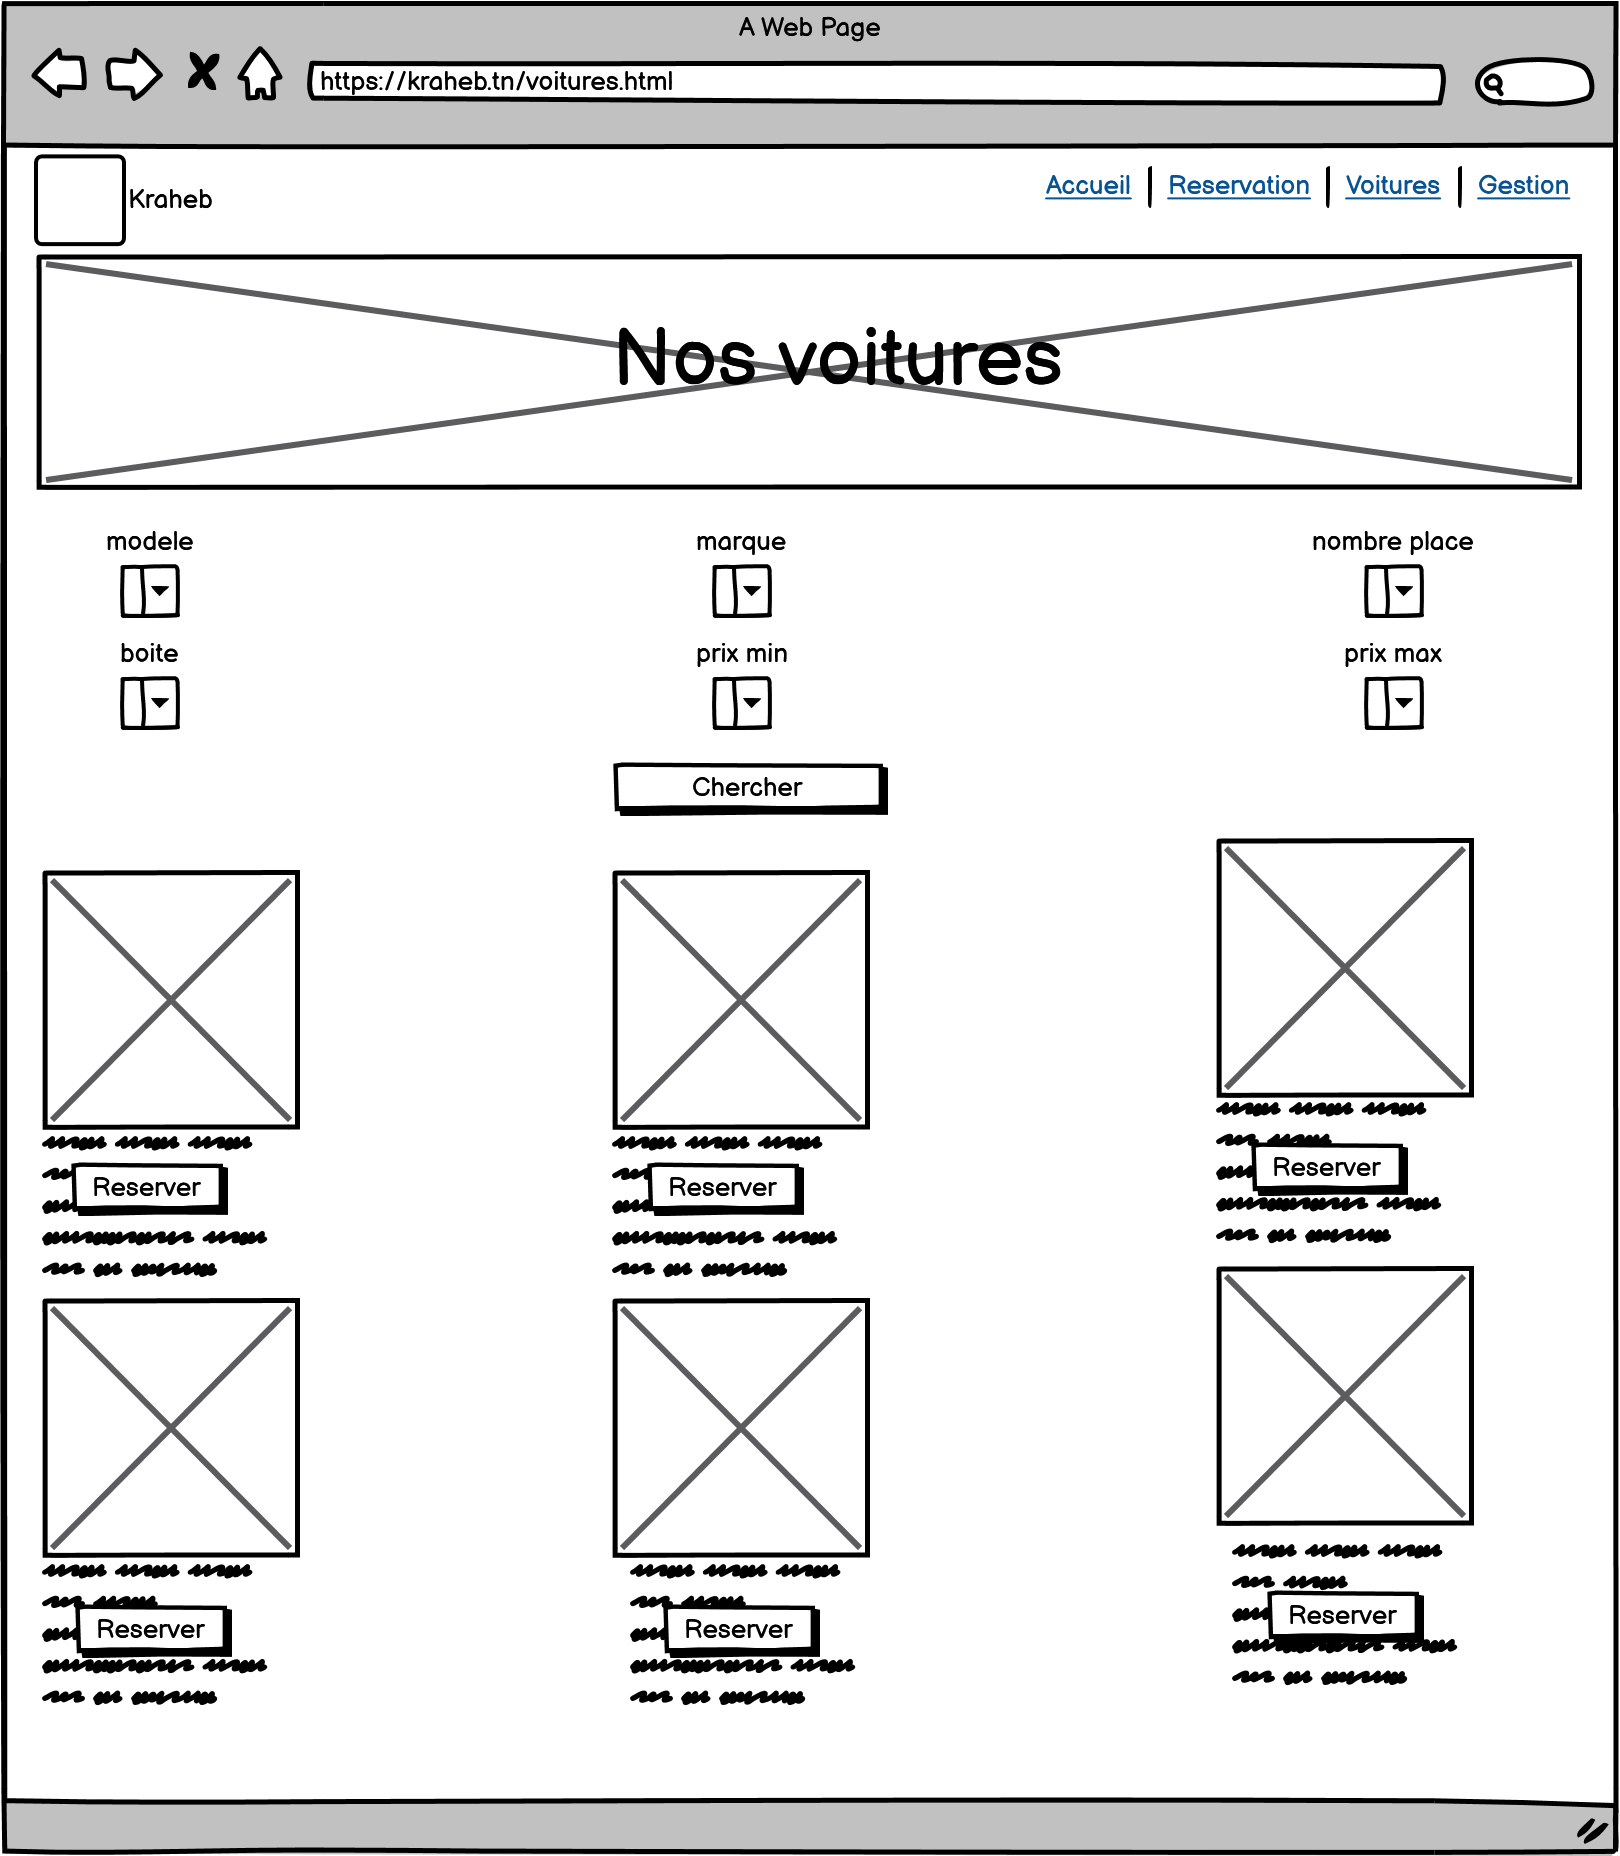 A Web Page
https://kraheb.tn/voitures.html
Kraheb
Accueil | Reservation | Voitures | Gestion
Nos voitures
modele marque nombre place
boite prix min prix max
Chercher
Reserver Reserver Reserver
Reserver Reserver Reserver